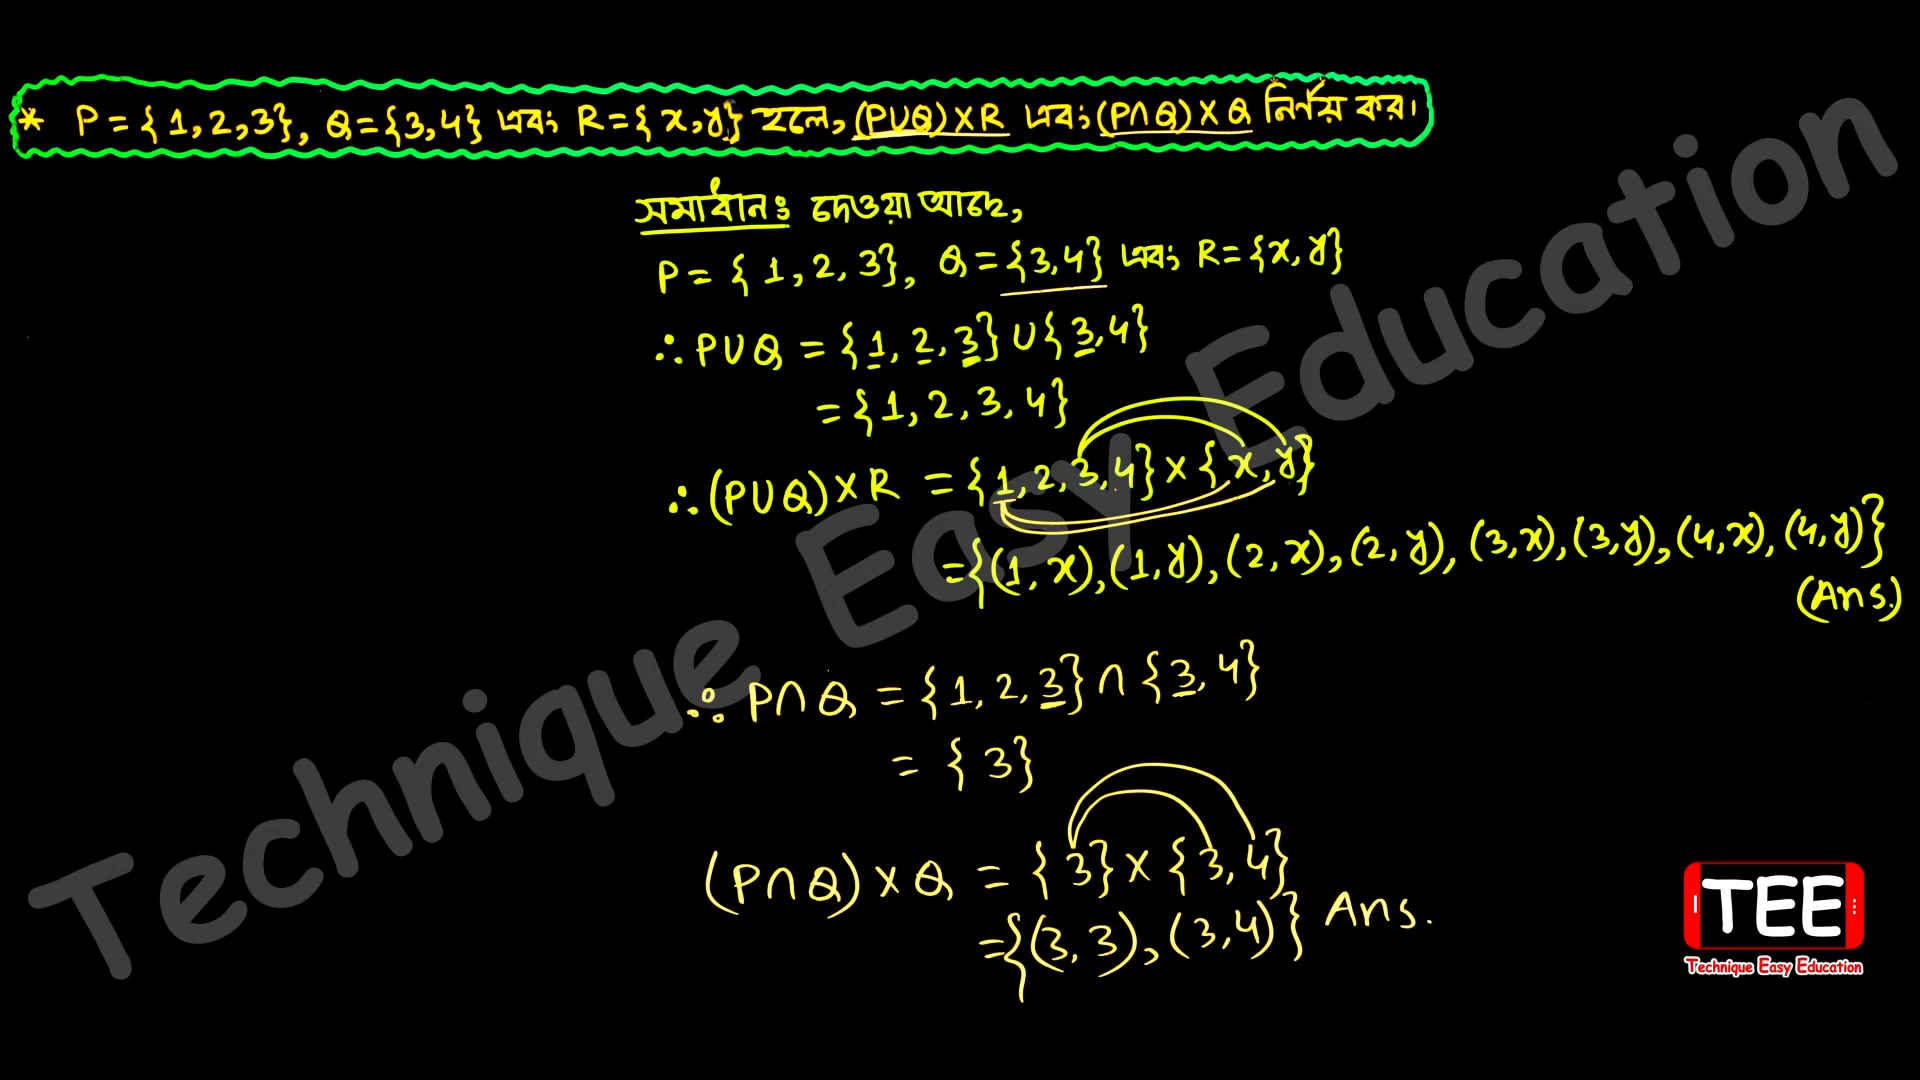 * P = {1, 2, 3}, Q = {3, 4} এবং R = {x, y} হলে, (P∪Q) × R এবং (P∩Q) × Q নির্ণয় কর।
সমাধানঃ দেওয়া আছে,
P = {1, 2, 3}, Q = {3, 4} এবং R = {x, y}
∴ P∪Q = {1, 2, 3} ∪ {3, 4}
= {1, 2, 3, 4}
∴ (P∪Q) × R = {1, 2, 3, 4} × {x, y}
= {(1, x), (1, y), (2, x), (2, y), (3, x), (3, y), (4, x), (4, y)}
(Ans.)
∴ P∩Q = {1, 2, 3} ∩ {3, 4}
= {3}
(P∩Q) × Q = {3} × {3, 4}
= {(3, 3), (3, 4)} Ans.
Technique Easy Education
TEE
Technique Easy Education